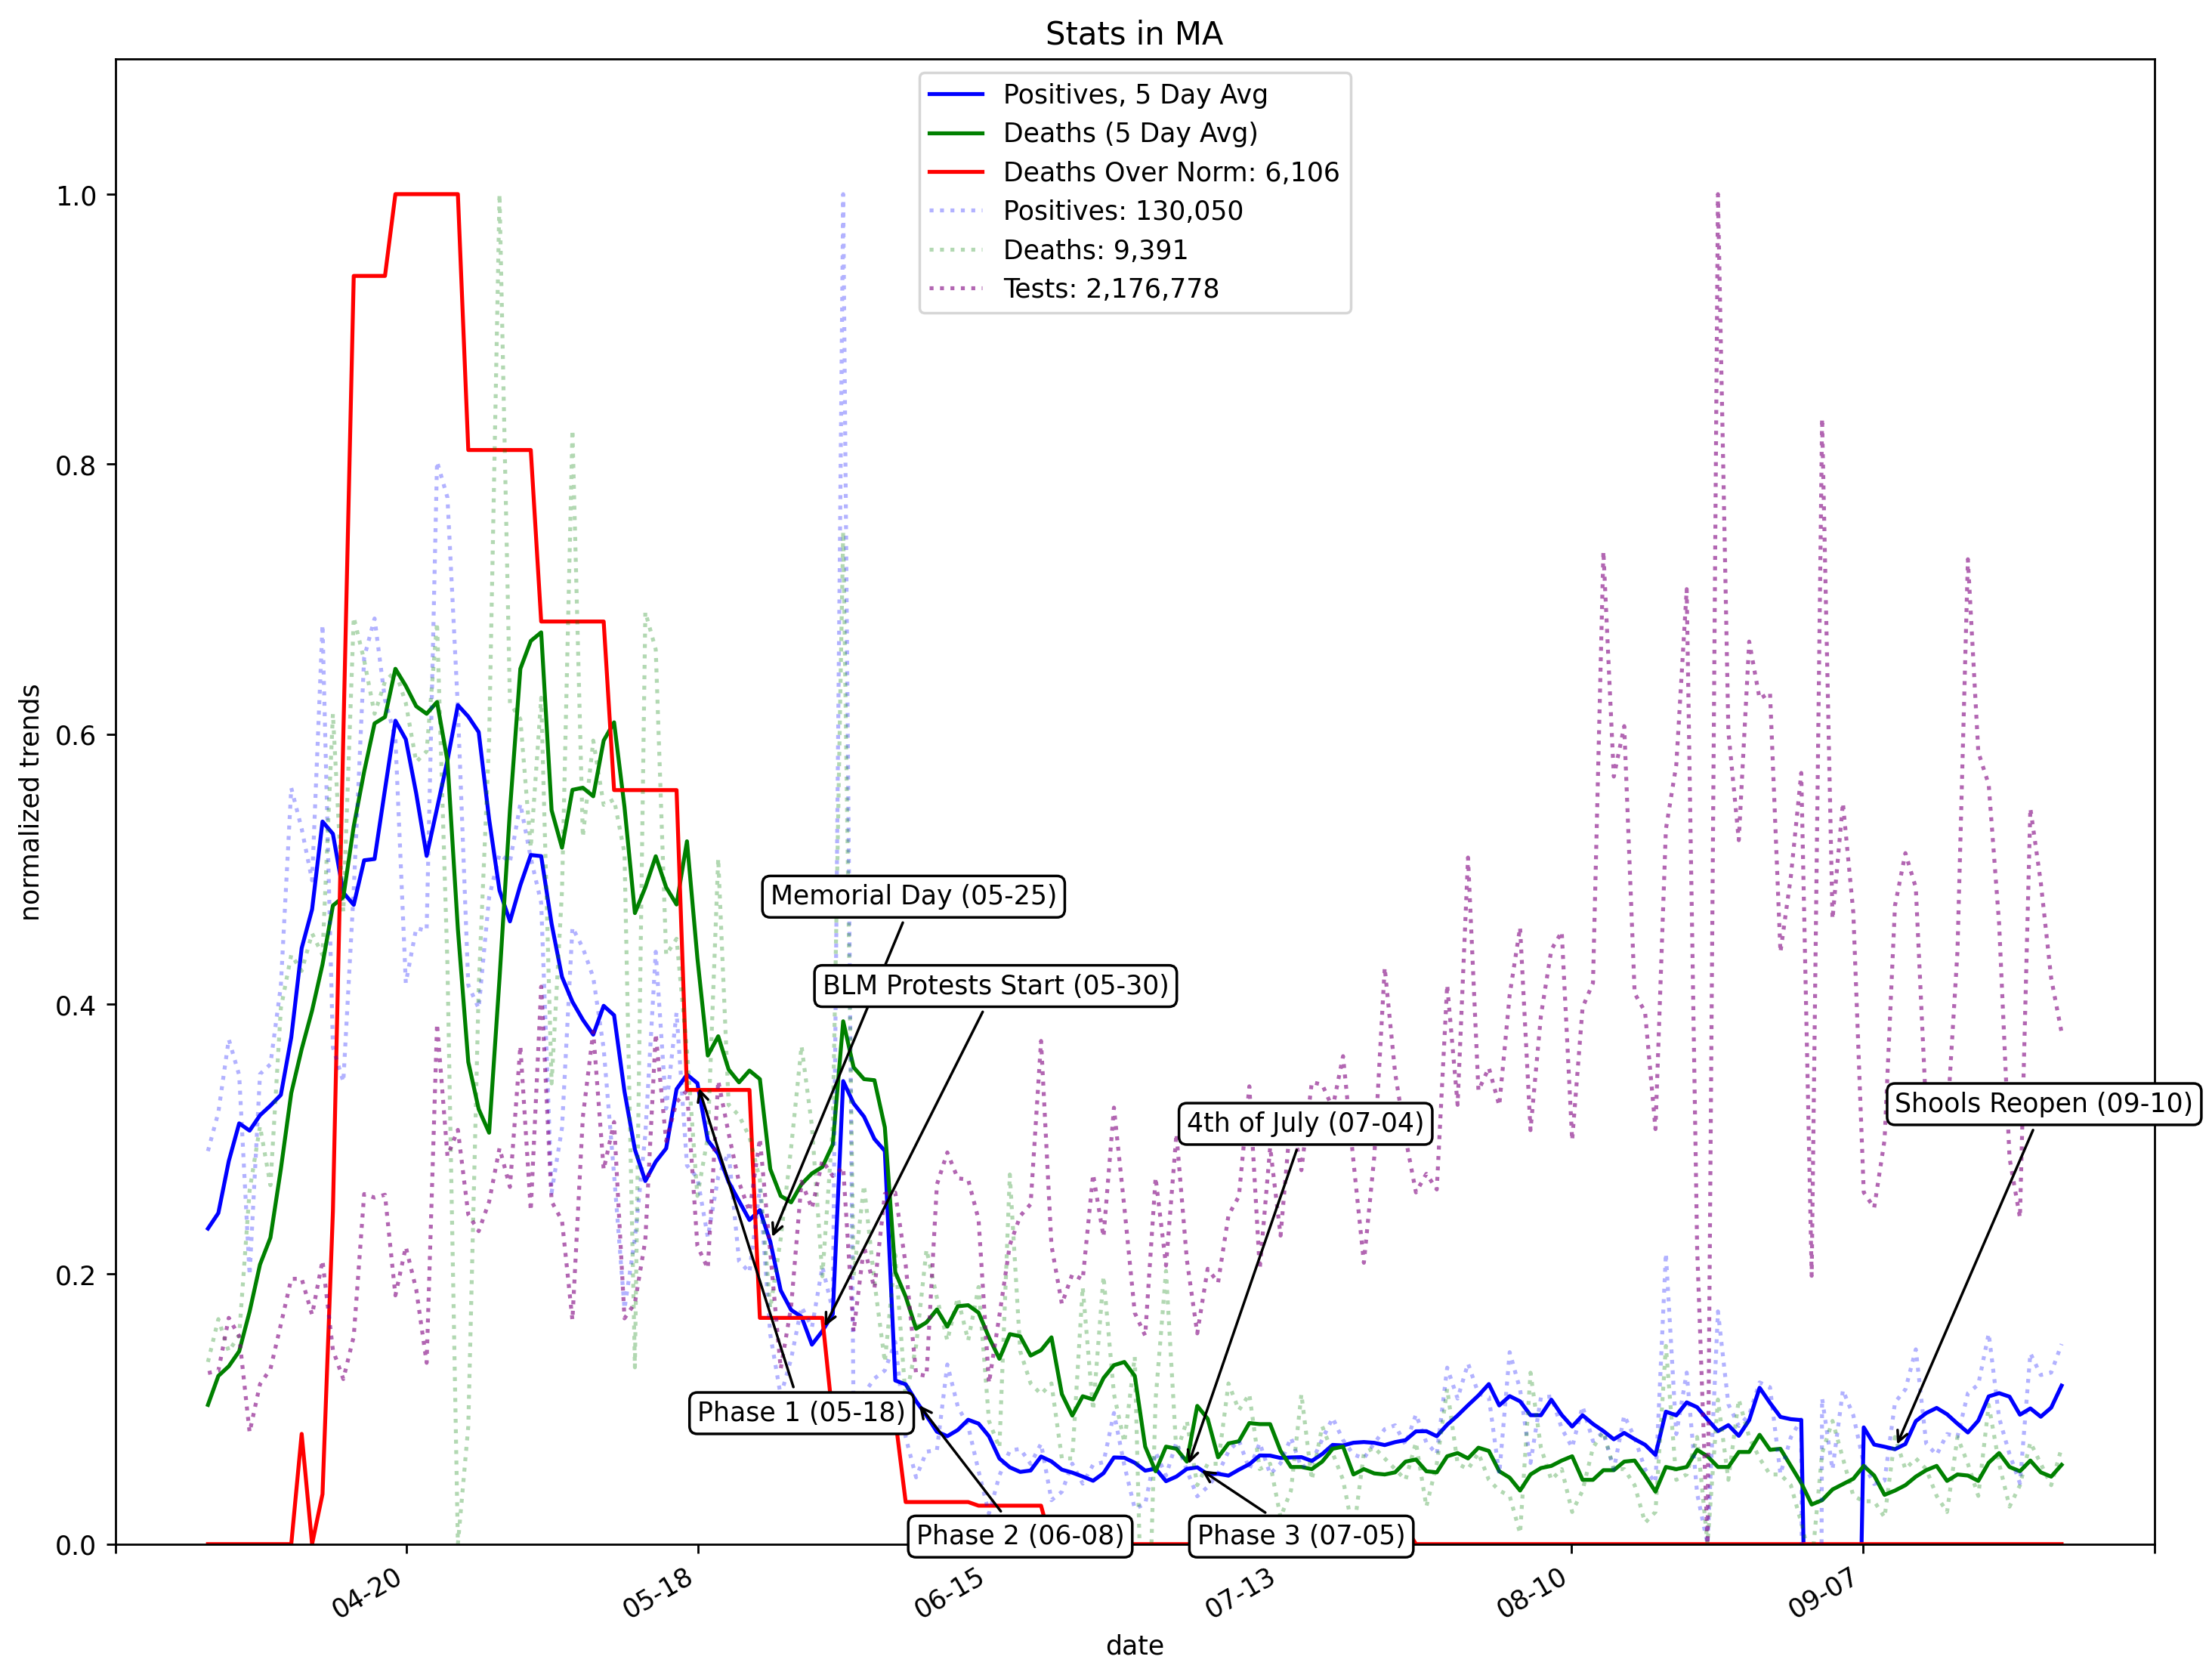 Stats in MA
Positives, 5 Day Avg
Deaths (5 Day Avg)
Deaths Over Norm: 6,106
Positives: 130,050
Deaths: 9,391
Tests: 2,176,778
1.0
0.8
0.6
0.4
0.2
0.0
normalized trends
Memorial Day (05-25)
BLM Protests Start (05-30)
4th of July (07-04)
Shools Reopen (09-10)
Phase 1 (05-18)
Phase 2 (06-08)
Phase 3 (07-05)
04-20
05-18
06-15
07-13
08-10
09-07
date